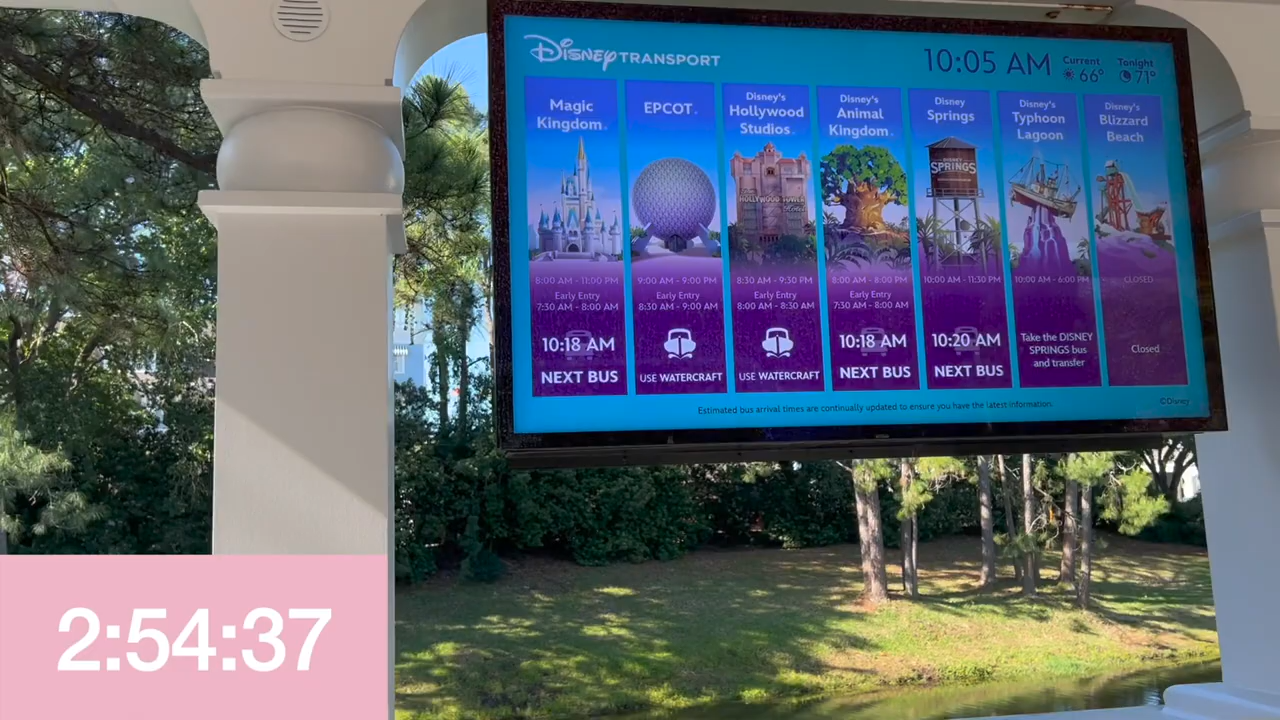 Disney TRANSPORT
10:05 AM
Current
66°
Tonight
71°
Magic
Kingdom
8:00 AM - 11:00 PM
Early Entry
7:30 AM - 8:00 AM
10:18 AM
NEXT BUS
EPCOT
9:00 AM - 9:00 PM
Early Entry
8:30 AM - 9:00 AM
USE WATERCRAFT
Disney's
Hollywood
Studios
HOLLYWOOD TOWER
Hotel
8:30 AM - 9:30 PM
Early Entry
8:00 AM - 8:30 AM
USE WATERCRAFT
Disney's
Animal
Kingdom
8:00 AM - 8:00 PM
Early Entry
7:30 AM - 8:00 AM
10:18 AM
NEXT BUS
Disney
Springs
DISNEY
SPRINGS
10:00 AM - 11:30 PM
10:20 AM
NEXT BUS
Disney's
Typhoon
Lagoon
10:00 AM - 6:00 PM
Take the DISNEY
SPRINGS bus
and transfer
Disney's
Blizzard
Beach
CLOSED
Closed
Estimated bus arrival times are continually updated to ensure you have the latest information.
©Disney
2:54:37